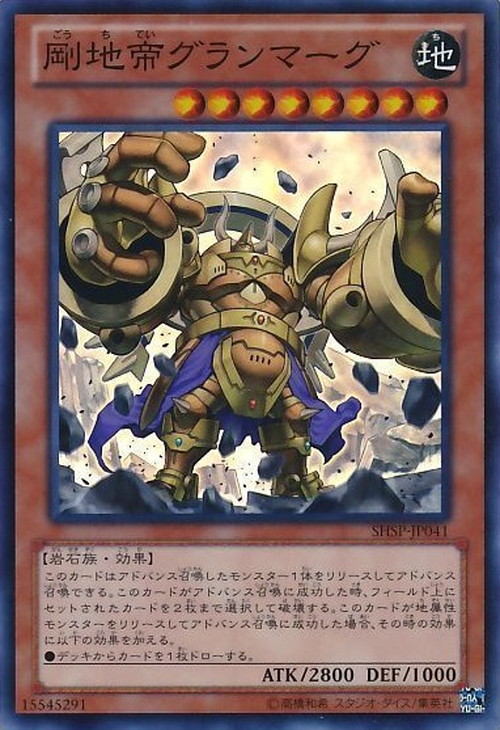 剛地帝グランマーグ
地
SHSP-JP041
【岩石族・効果】
このカードはアドバンス召喚したモンスター1体をリリースしてアドバンス
召喚できる。このカードがアドバンス召喚に成功した時、フィールド上に
セットされたカードを2枚まで選択して破壊する。このカードが地属性
モンスターをリリースしてアドバンス召喚に成功した場合、その時の効果
に以下の効果を加える。
●デッキからカードを1枚ドローする。
ATK/2800 DEF/1000
15545291
©高橋和希 スタジオ・ダイス/集英社